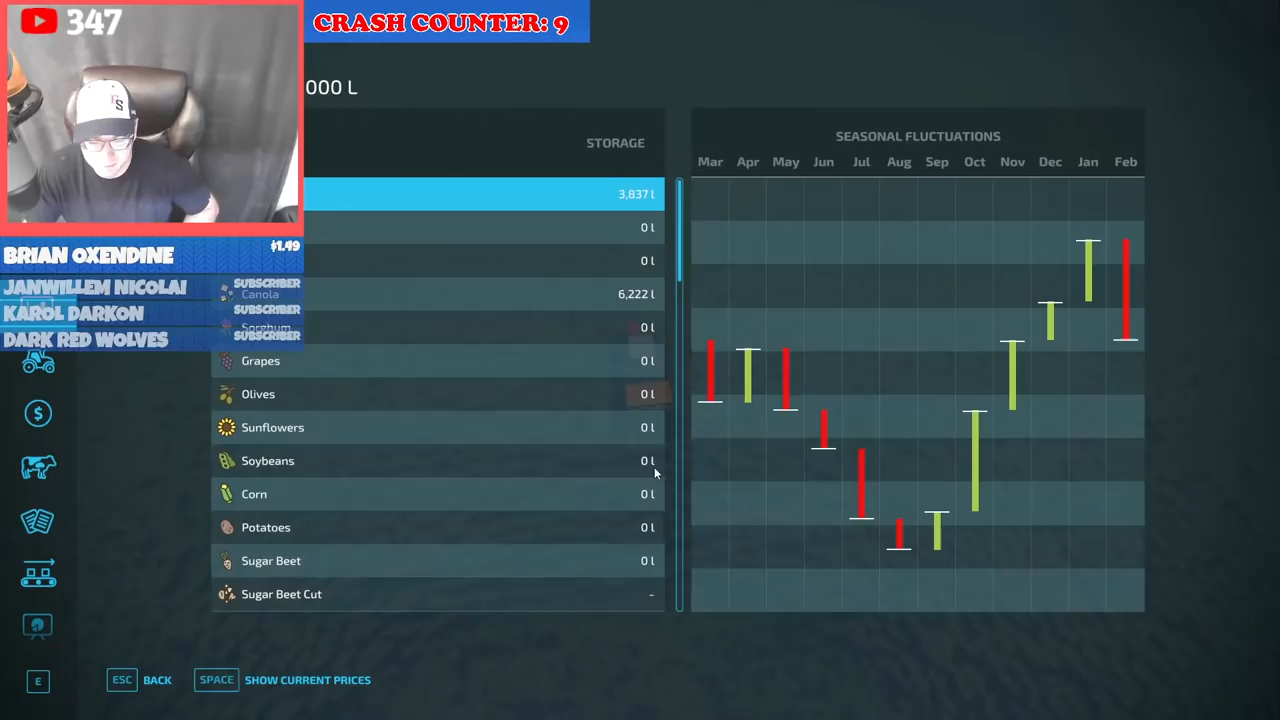 347
CRASH COUNTER: 9
000 L
STORAGE
SEASONAL FLUCTUATIONS
Mar Apr May Jun Jul Aug Sep Oct Nov Dec Jan Feb
3,837 l
0 l
BRIAN OXENDINE $1.49
0 l
JANWILLEM NICOLAI SUBSCRIBER
Canola 6,222 l
KAROL DARKON SUBSCRIBER
Sorghum 0 l
DARK RED WOLVES SUBSCRIBER
Grapes 0 l
Olives 0 l
Sunflowers 0 l
Soybeans 0 l
Corn 0 l
Potatoes 0 l
Sugar Beet 0 l
Sugar Beet Cut -
E
ESC BACK SPACE SHOW CURRENT PRICES